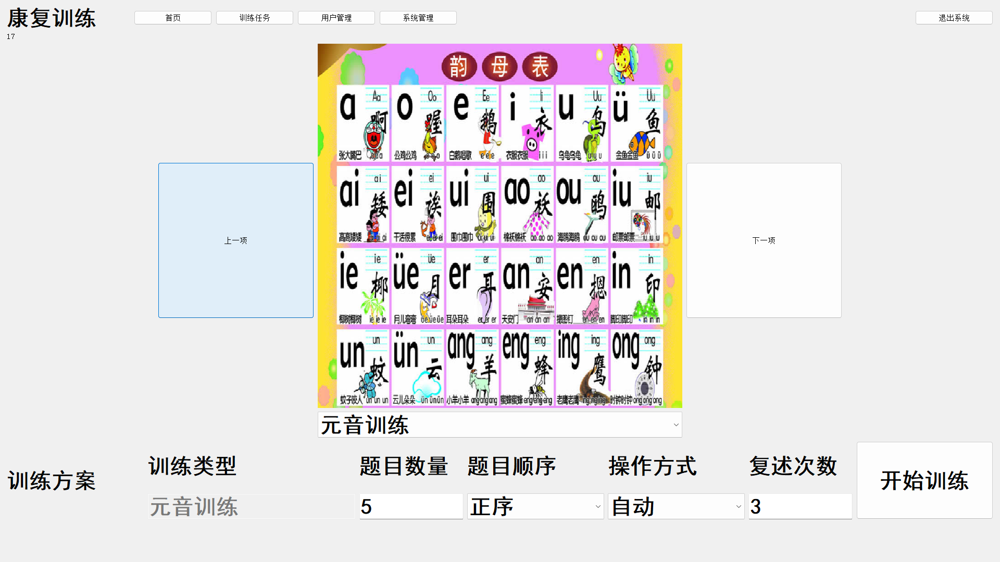 康复训练
首页 训练任务 用户管理 系统管理 退出系统
17
韵母表
a Aa 啊 张大嘴巴 a a a
o Oo 喔 公鸡公鸡 o o o
e Ee 鹅 白鹅唱歌 e e e
i Ii 衣 衣服衣服 i i i
u Uu 乌 乌龟乌龟 u u u
ü Uu 鱼 金鱼金鱼 ü ü ü
ai ai 矮 高高矮矮 ai ai ai
ei ei 诶 干活很累 ei ei ei
ui ui 围 围巾围巾 ui ui ui
ao ao 袄 棉袄棉袄 ao ao ao
ou ou 鸥 海鸥海鸥 ou ou ou
iu iu 邮 邮票邮票 iu iu iu
ie ie 椰 椰树椰树 ie ie ie
üe üe 月 月儿弯弯 üe üe üe
er er 耳 耳朵耳朵 er er er
an an 安 天安门 an an an
en en 摁 摁图钉 en en en
in in 印 脚印脚印 in in in
un un 蚊 蚊子咬人 un un un
ün un 云 云儿朵朵 ün ün ün
ang ang 羊 小羊小羊 ang ang ang
eng eng 蜂 蜜蜂蜜蜂 eng eng eng
ing ing 鹰 老鹰老鹰 ing ing ing
ong ong 钟 时钟时钟 ong ong ong
上一项
下一项
元音训练
训练方案
训练类型 题目数量 题目顺序 操作方式 复述次数
元音训练 5 正序 自动 3
开始训练